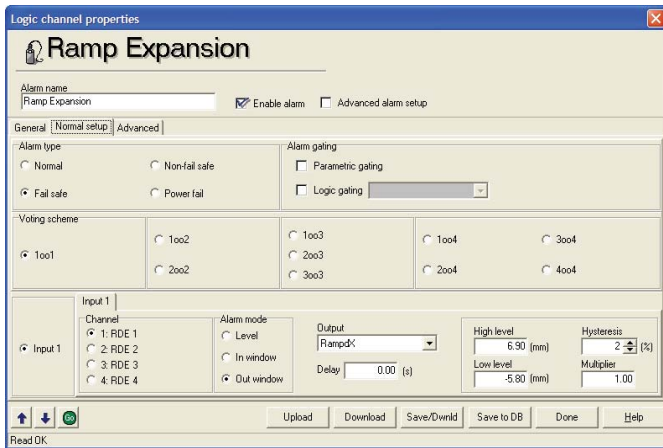 Logic channel properties
Ramp Expansion
Alarm name
Ramp Expansion
Enable alarm
Advanced alarm setup
General Normal setup Advanced
Alarm type
Normal
Non-fail safe
Fail safe
Power fail
Alarm gating
Parametric gating
Logic gating
Voting scheme
1oo1
1oo2
2oo2
1oo3
2oo3
3oo3
1oo4
2oo4
3oo4
4oo4
Input 1
Input 1
Channel
1: RDE 1
2: RDE 2
3: RDE 3
4: RDE 4
Alarm mode
Level
In window
Out window
Output
RampdX
Delay 0.00 (s)
High level
6.90 (mm)
Low level
-5.80 (mm)
Hysteresis
2 (%)
Multiplier
1.00
Go Upload Download Save/Dwnld Save to DB Done Help
Read OK